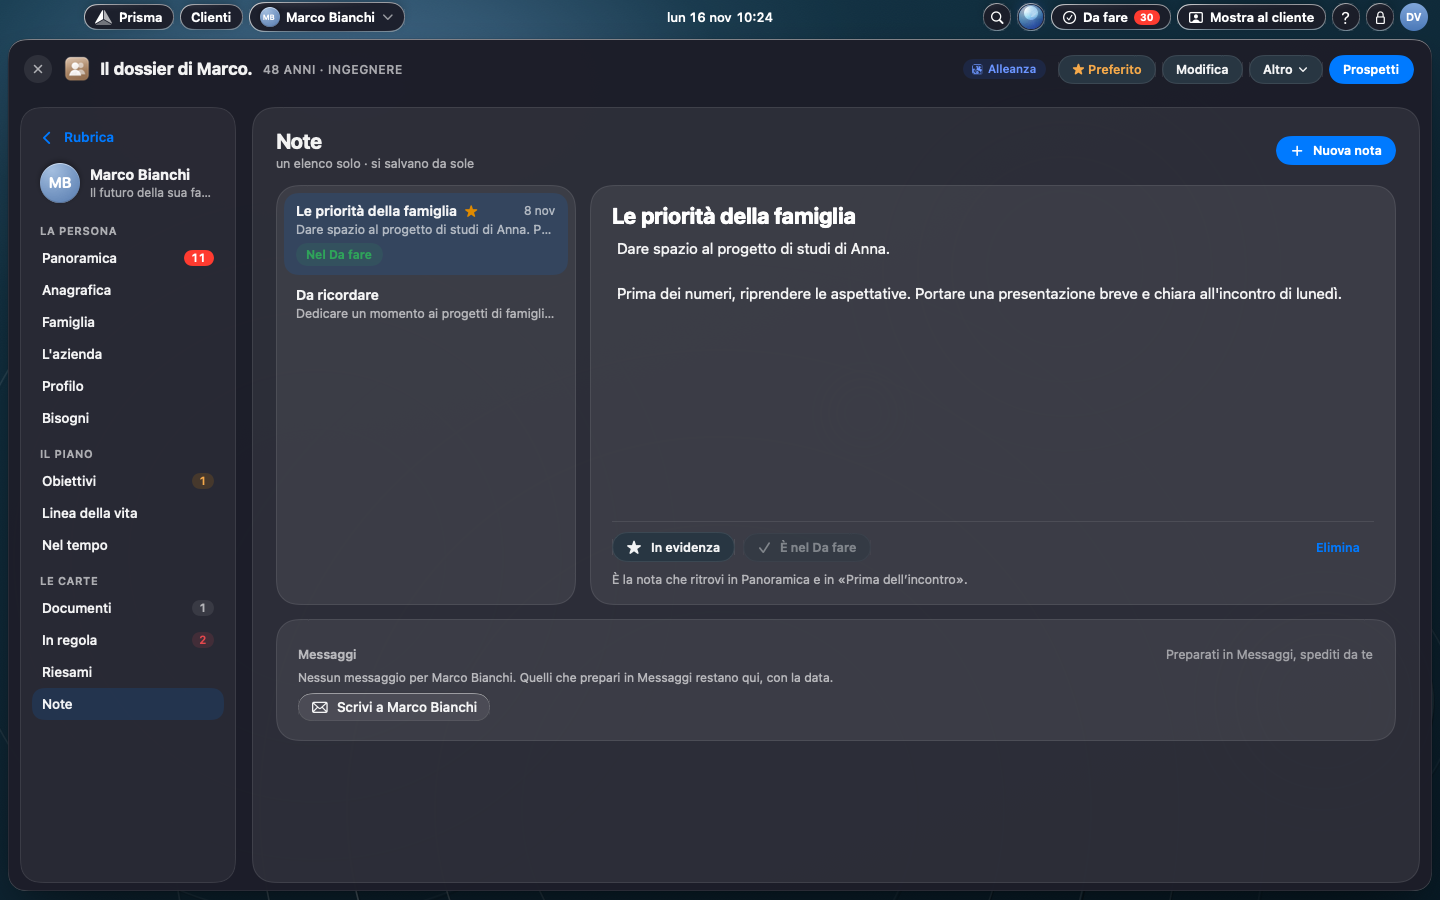 Prisma
Clienti
MB Marco Bianchi
lun 16 nov 10:24
Da fare 30
Mostra al cliente
?
DV
Il dossier di Marco. 48 ANNI · INGEGNERE
Alleanza
Preferito
Modifica
Altro
Prospetti
Rubrica
MB
Marco Bianchi
Il futuro della sua fa...
LA PERSONA
Panoramica 11
Anagrafica
Famiglia
L'azienda
Profilo
Bisogni
IL PIANO
Obiettivi 1
Linea della vita
Nel tempo
LE CARTE
Documenti 1
In regola 2
Riesami
Note
Note
un elenco solo · si salvano da sole
Nuova nota
Le priorità della famiglia 8 nov
Dare spazio al progetto di studi di Anna. P...
Nel Da fare
Da ricordare
Dedicare un momento ai progetti di famigli...
Le priorità della famiglia
Dare spazio al progetto di studi di Anna.
Prima dei numeri, riprendere le aspettative. Portare una presentazione breve e chiara all'incontro di lunedì.
In evidenza
È nel Da fare
Elimina
È la nota che ritrovi in Panoramica e in «Prima dell’incontro».
Messaggi
Preparati in Messaggi, spediti da te
Nessun messaggio per Marco Bianchi. Quelli che prepari in Messaggi restano qui, con la data.
Scrivi a Marco Bianchi